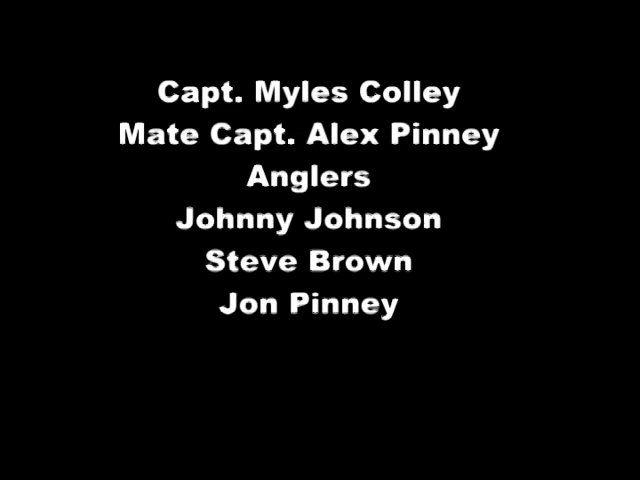 Capt. Myles Colley
Mate Capt. Alex Pinney
Anglers
Johnny Johnson
Steve Brown
Jon Pinney